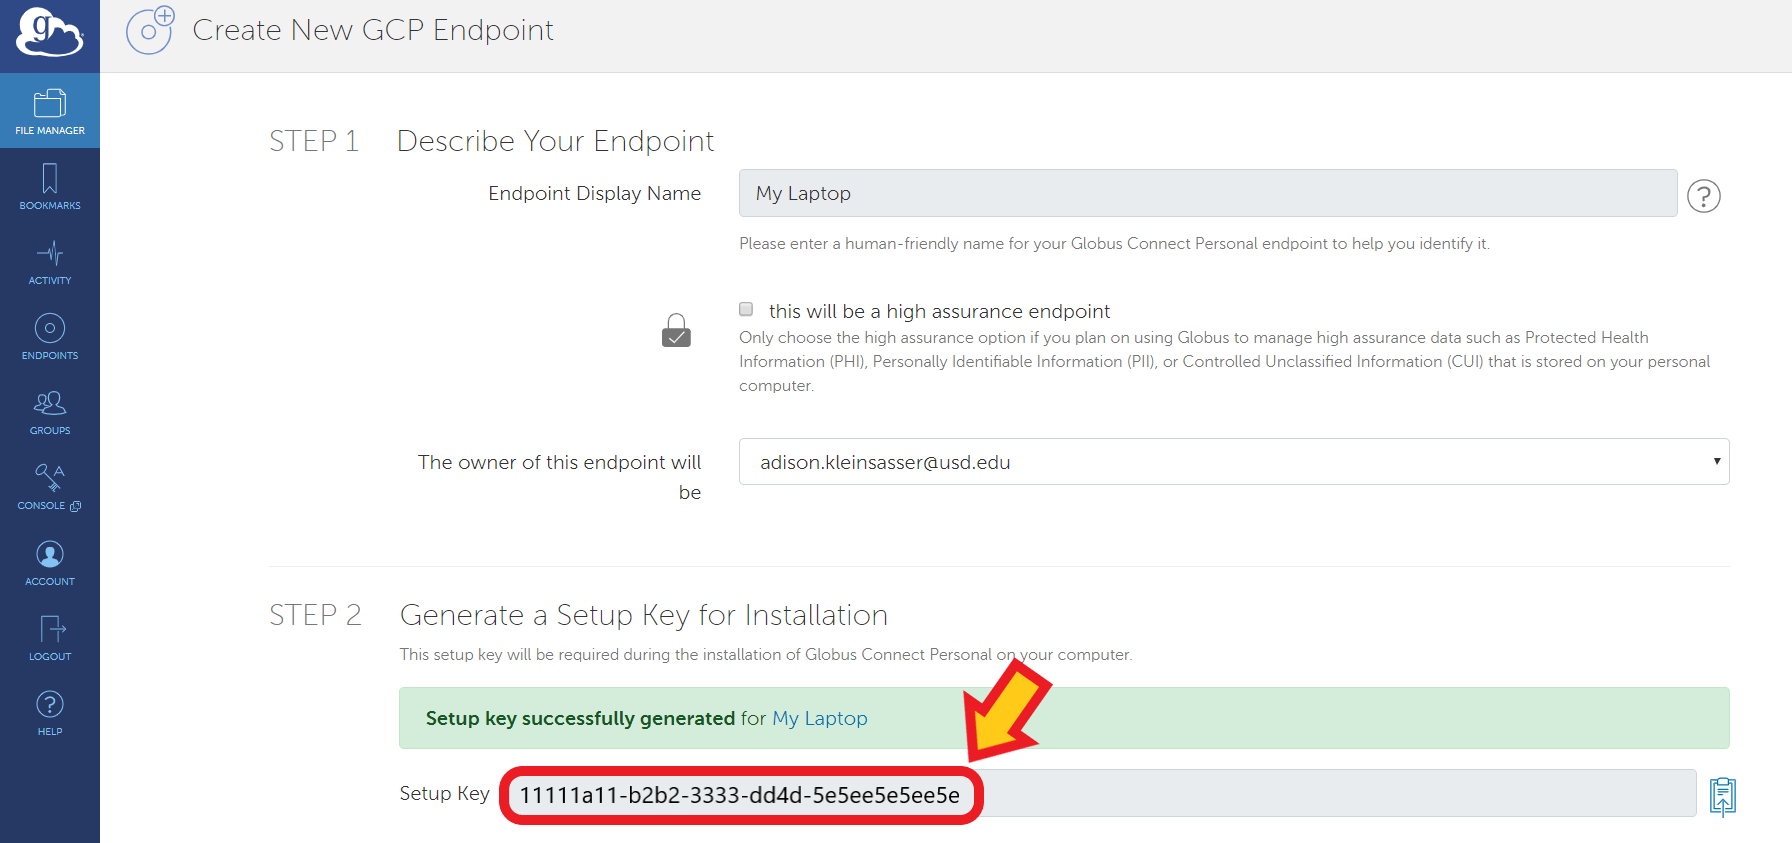 g
Create New GCP Endpoint
FILE MANAGER
BOOKMARKS
ACTIVITY
ENDPOINTS
GROUPS
CONSOLE
ACCOUNT
LOGOUT
HELP
STEP 1 Describe Your Endpoint
Endpoint Display Name My Laptop ?
Please enter a human-friendly name for your Globus Connect Personal endpoint to help you identify it.
this will be a high assurance endpoint
Only choose the high assurance option if you plan on using Globus to manage high assurance data such as Protected Health
Information (PHI), Personally Identifiable Information (PII), or Controlled Unclassified Information (CUI) that is stored on your personal
computer.
The owner of this endpoint will
be
adison.kleinsasser@usd.edu
STEP 2 Generate a Setup Key for Installation
This setup key will be required during the installation of Globus Connect Personal on your computer.
Setup key successfully generated for My Laptop
Setup Key 11111a11-b2b2-3333-dd4d-5e5ee5e5ee5e